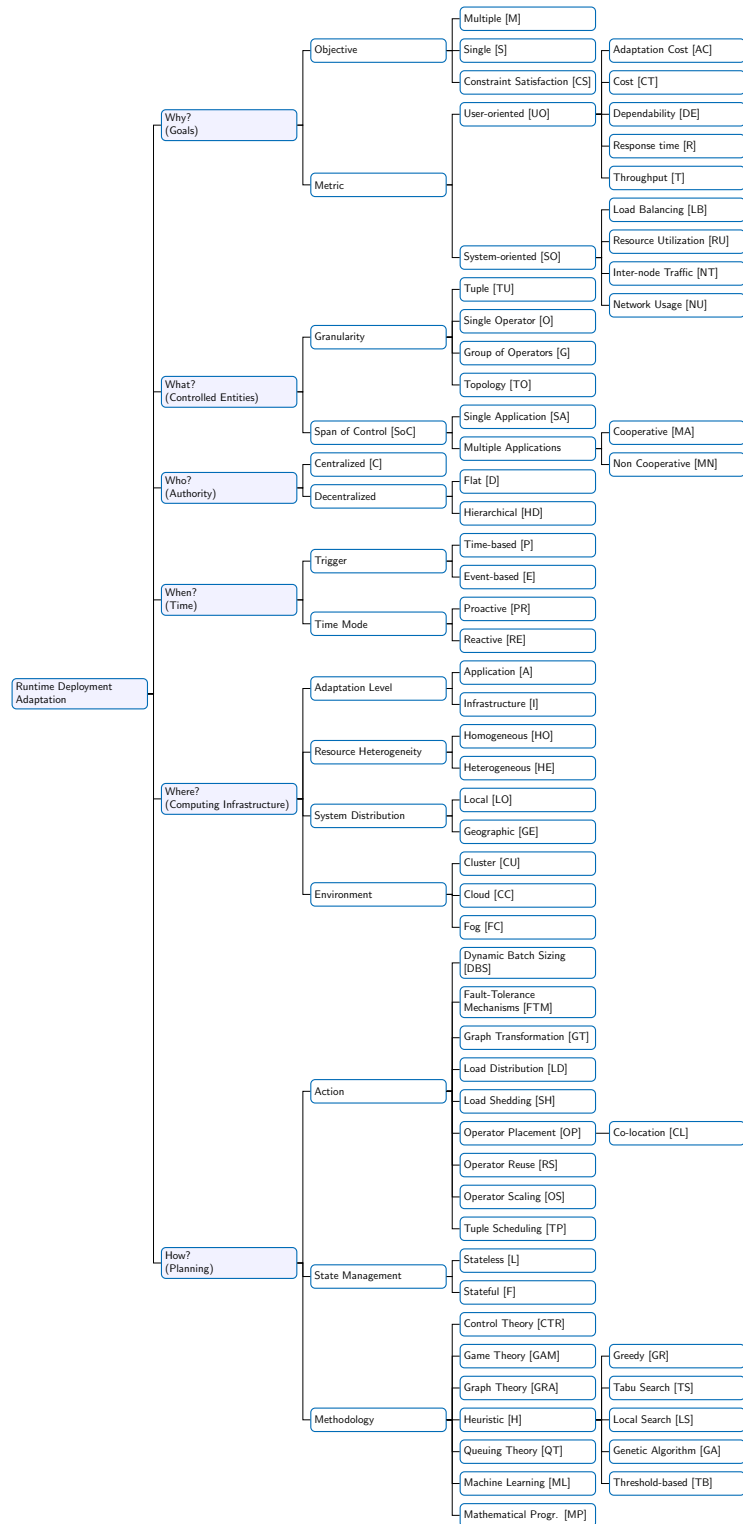 Runtime Deployment
Adaptation
Why?
(Goals)
Objective
Multiple [M]
Single [S]
Constraint Satisfaction [CS]
Metric
User-oriented [UO]
Adaptation Cost [AC]
Cost [CT]
Dependability [DE]
Response time [R]
Throughput [T]
System-oriented [SO]
Load Balancing [LB]
Resource Utilization [RU]
Inter-node Traffic [NT]
Network Usage [NU]
What?
(Controlled Entities)
Granularity
Tuple [TU]
Single Operator [O]
Group of Operators [G]
Topology [TO]
Span of Control [SoC]
Single Application [SA]
Multiple Applications
Cooperative [MA]
Non Cooperative [MN]
Who?
(Authority)
Centralized [C]
Decentralized
Flat [D]
Hierarchical [HD]
When?
(Time)
Trigger
Time-based [P]
Event-based [E]
Time Mode
Proactive [PR]
Reactive [RE]
Where?
(Computing Infrastructure)
Adaptation Level
Application [A]
Infrastructure [I]
Resource Heterogeneity
Homogeneous [HO]
Heterogeneous [HE]
System Distribution
Local [LO]
Geographic [GE]
Environment
Cluster [CU]
Cloud [CC]
Fog [FC]
How?
(Planning)
Action
Dynamic Batch Sizing
[DBS]
Fault-Tolerance
Mechanisms [FTM]
Graph Transformation [GT]
Load Distribution [LD]
Load Shedding [SH]
Operator Placement [OP]
Co-location [CL]
Operator Reuse [RS]
Operator Scaling [OS]
Tuple Scheduling [TP]
State Management
Stateless [L]
Stateful [F]
Methodology
Control Theory [CTR]
Game Theory [GAM]
Graph Theory [GRA]
Heuristic [H]
Greedy [GR]
Tabu Search [TS]
Local Search [LS]
Genetic Algorithm [GA]
Threshold-based [TB]
Queuing Theory [QT]
Machine Learning [ML]
Mathematical Progr. [MP]